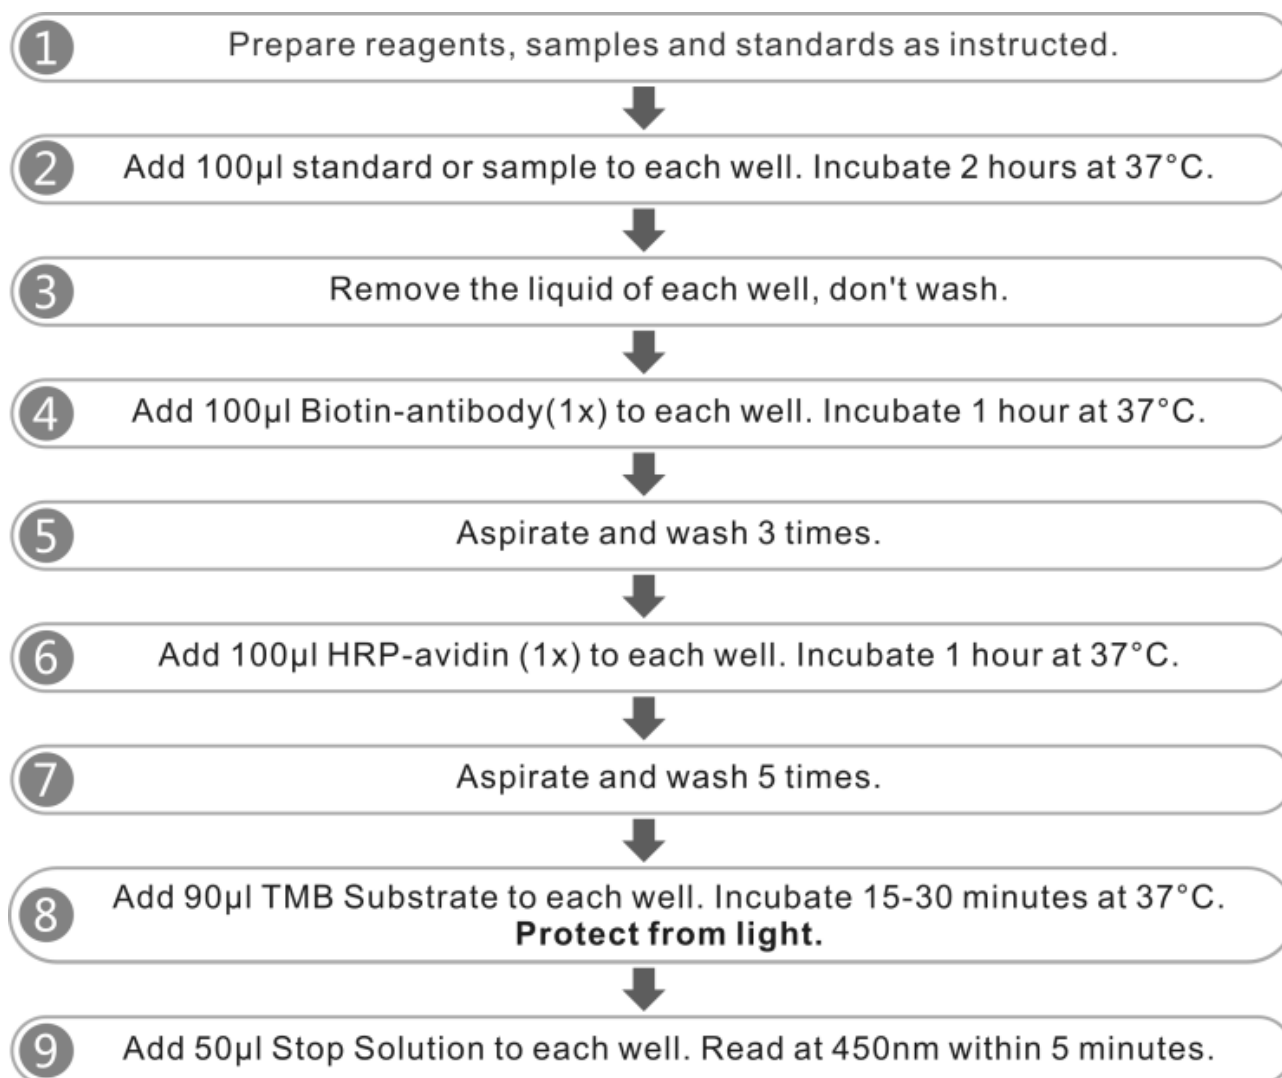 1 Prepare reagents, samples and standards as instructed.
2 Add 100µl standard or sample to each well. Incubate 2 hours at 37°C.
3 Remove the liquid of each well, don't wash.
4 Add 100µl Biotin-antibody(1x) to each well. Incubate 1 hour at 37°C.
5 Aspirate and wash 3 times.
6 Add 100µl HRP-avidin (1x) to each well. Incubate 1 hour at 37°C.
7 Aspirate and wash 5 times.
8 Add 90µl TMB Substrate to each well. Incubate 15-30 minutes at 37°C.
Protect from light.
9 Add 50µl Stop Solution to each well. Read at 450nm within 5 minutes.